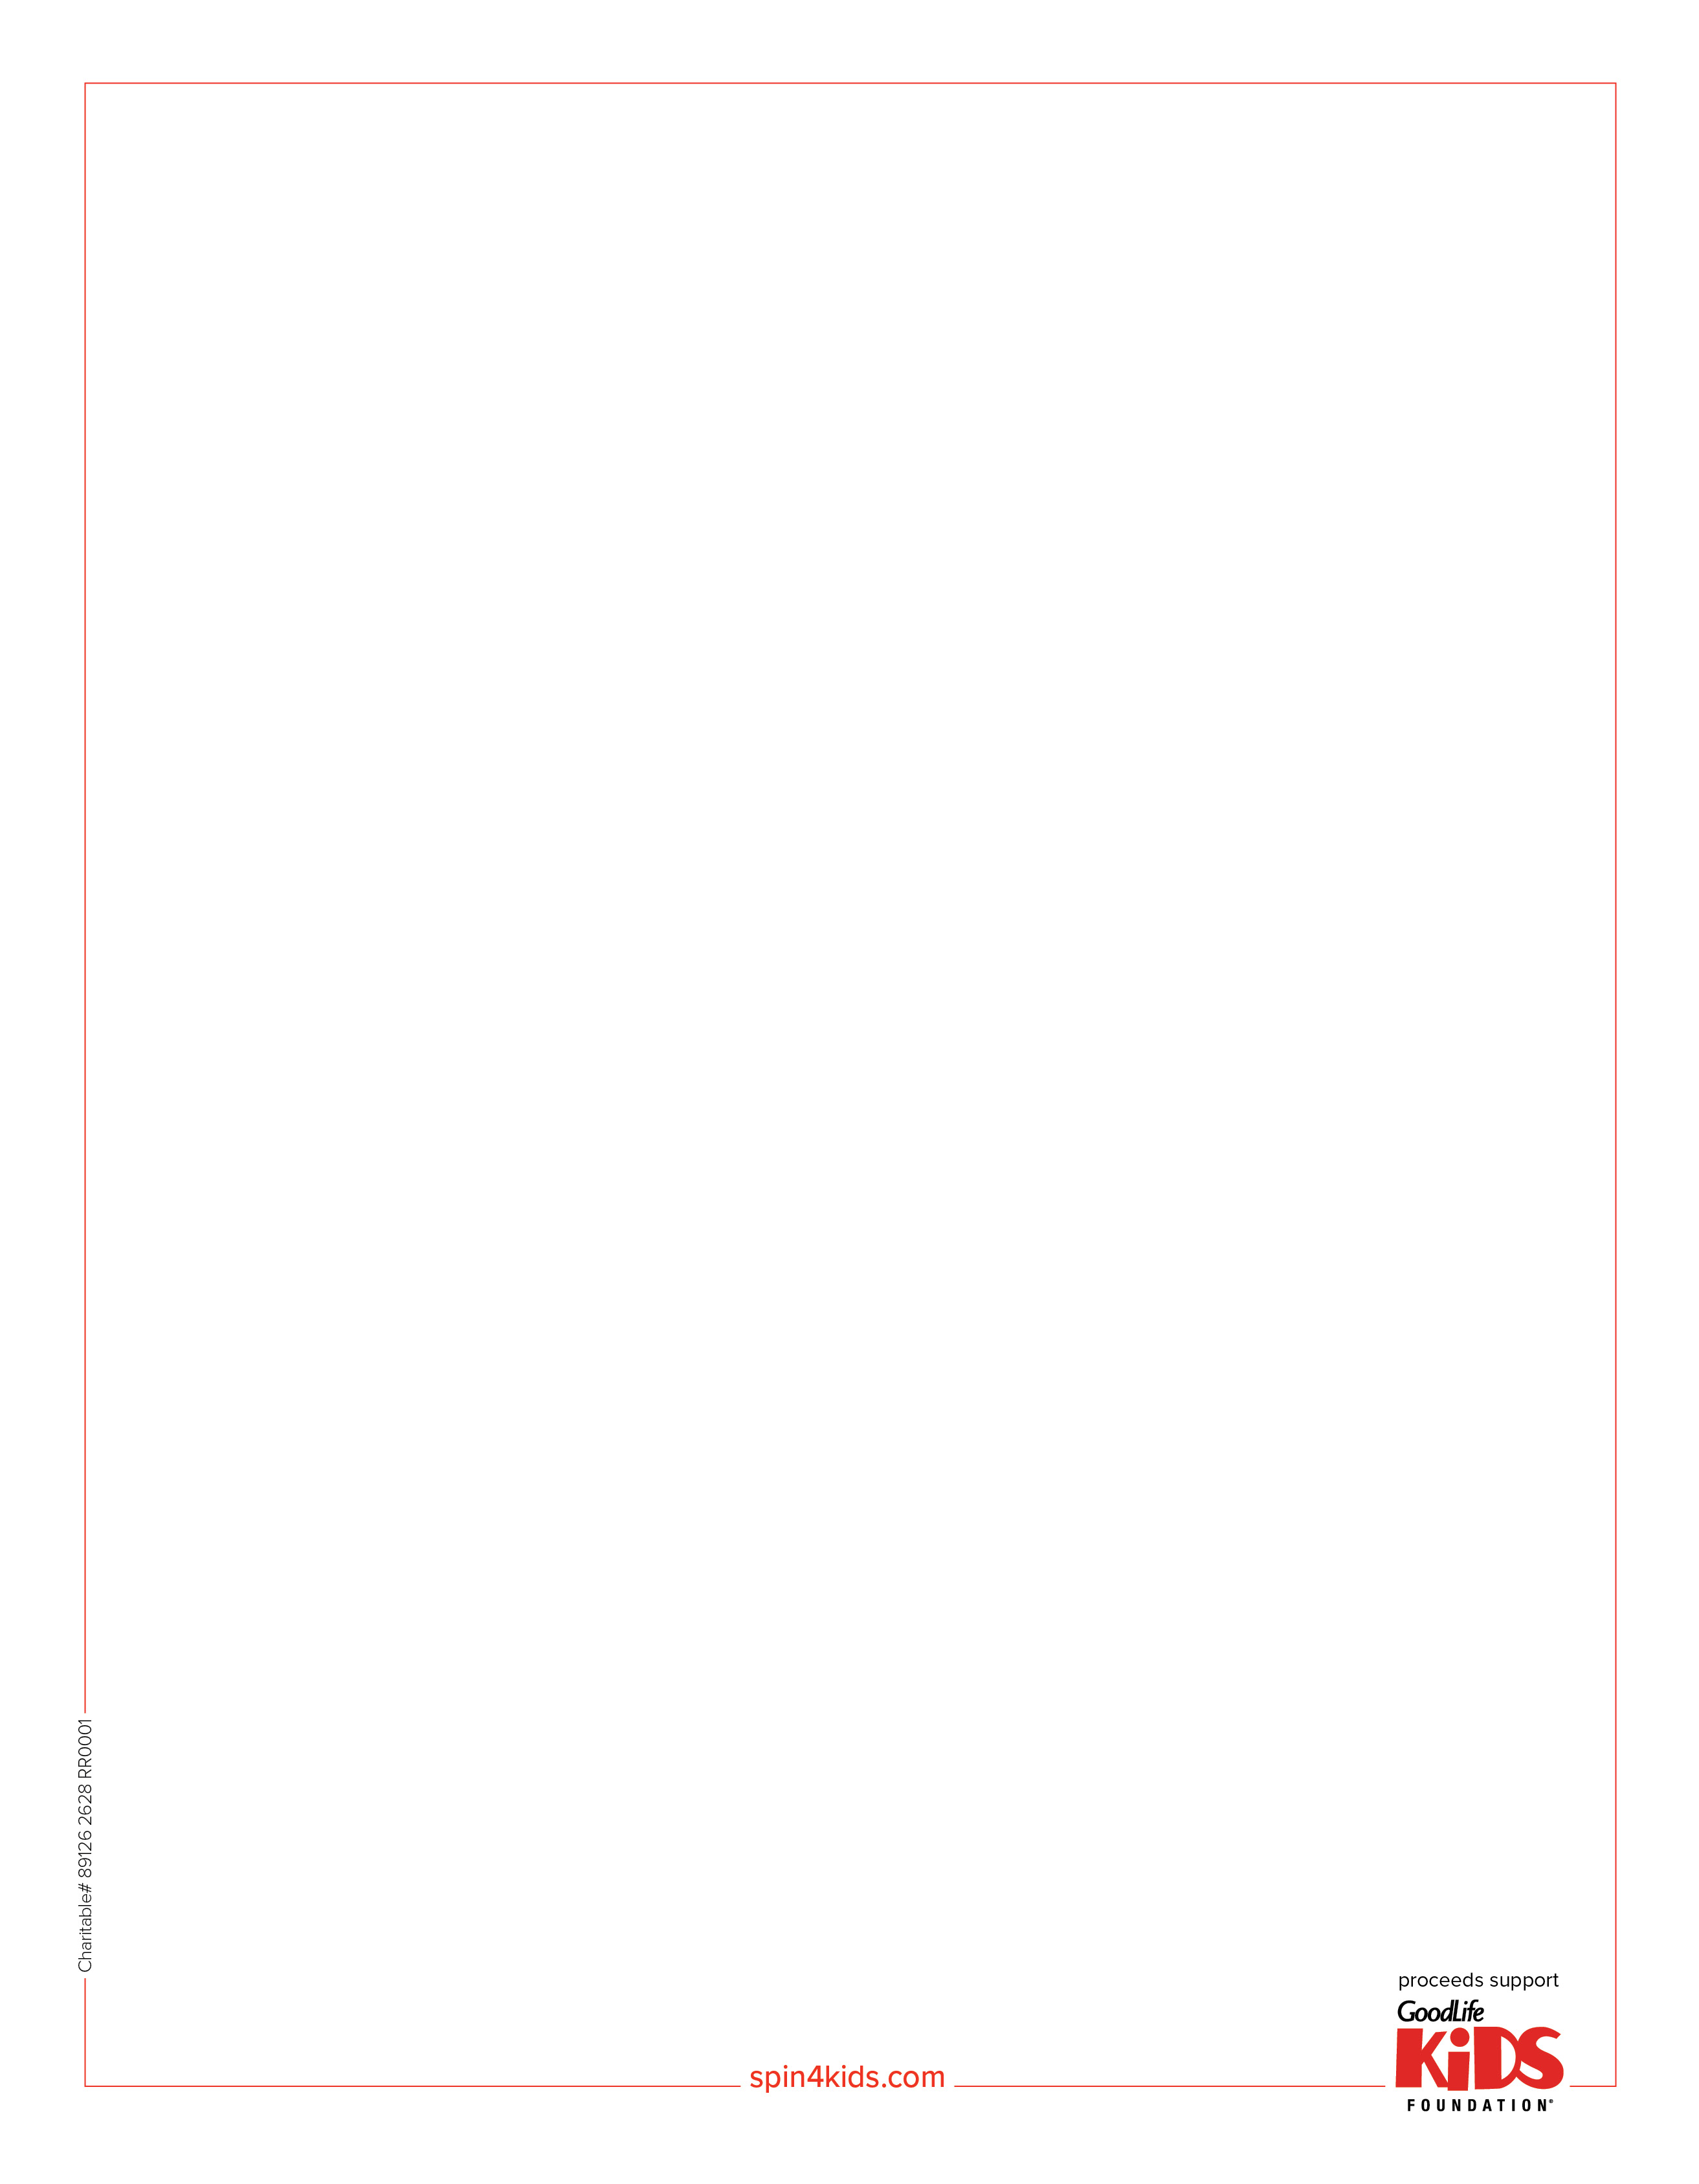 Charitable# 89126 2628 RR0001
proceeds support
GoodLife
KiDS
FOUNDATION®
spin4kids.com